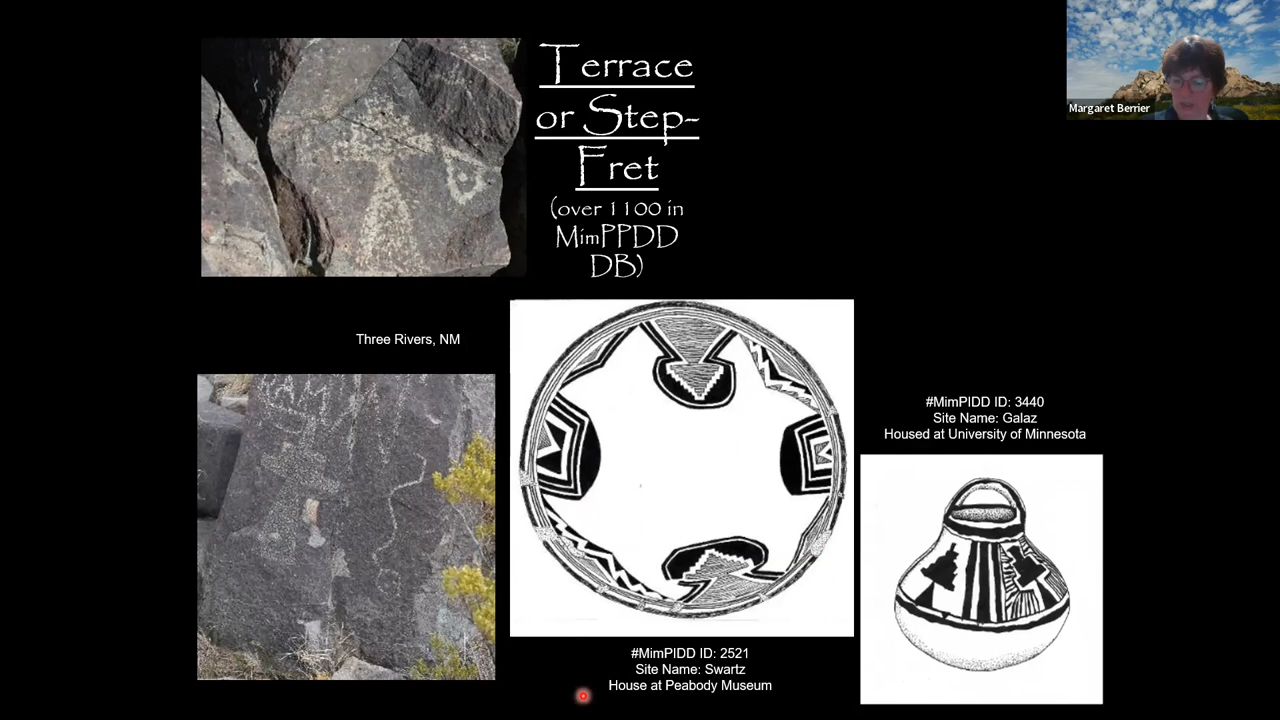 Terrace
or Step-
Fret
(over 1100 in
MimPPDD
DB)
Margaret Berrier
Three Rivers, NM
#MimPIDD ID: 3440
Site Name: Galaz
Housed at University of Minnesota
#MimPIDD ID: 2521
Site Name: Swartz
House at Peabody Museum